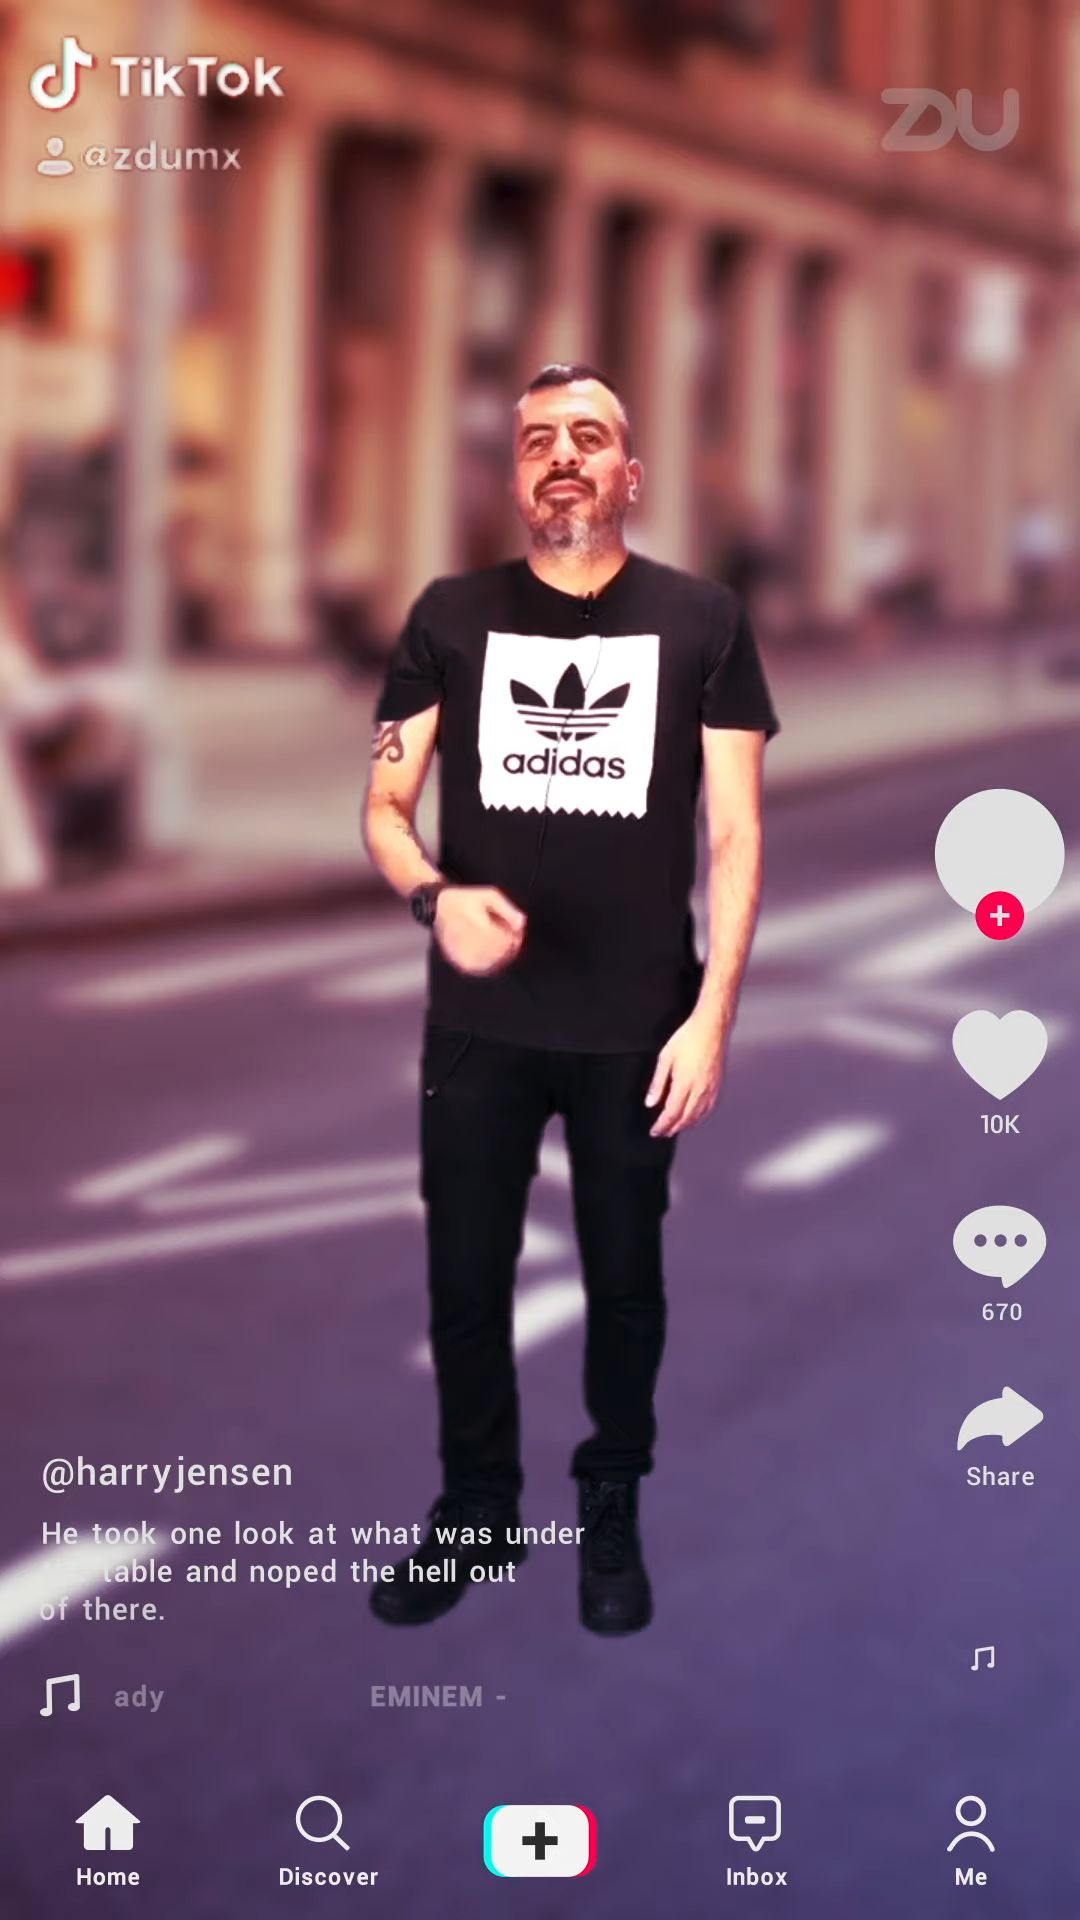 TikTok
@zdumx
ZDU
adidas
10K
670
Share
@harryjensen
He took one look at what was under
table and noped the hell out
of there.
ady EMINEM -
Home Discover Inbox Me